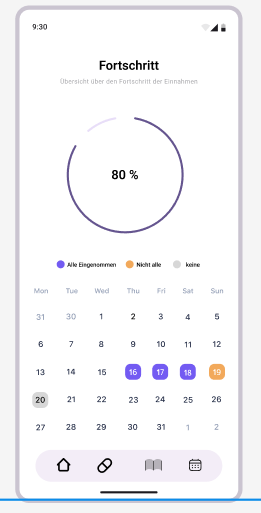 9:30
Fortschritt
Übersicht über den Fortschritt der Einnahmen
80 %
Alle Eingenommen Nicht alle keine
Mon Tue Wed Thu Fri Sat Sun
31 30 1 2 3 4 5
6 7 8 9 10 11 12
13 14 15 16 17 18 19
20 21 22 23 24 25 26
27 28 29 30 31 1 2